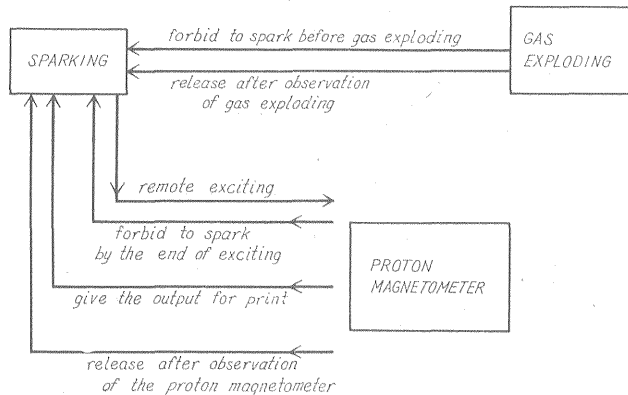 forbid to spark before gas exploding
GAS
EXPLODING
SPARKING
release after observation
of gas exploding
remote exciting
forbid to spark
by the end of exciting
PROTON
MAGNETOMETER
give the output for print
release after observation
of the proton magnetometer